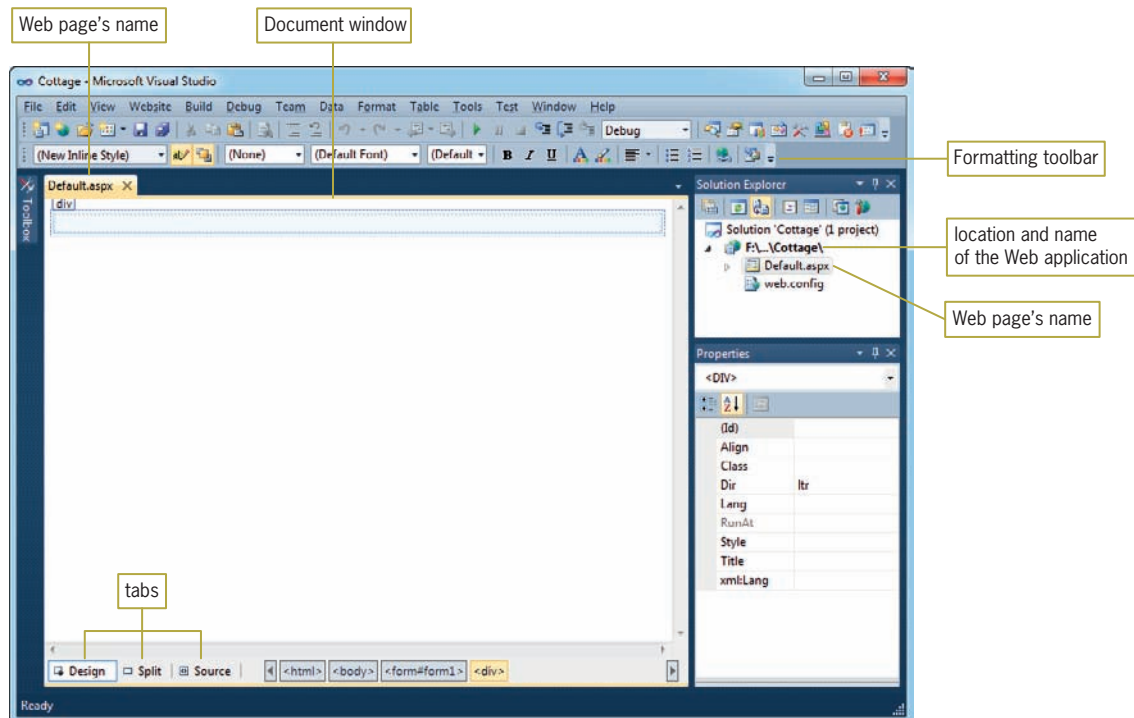 Web page's name
Document window
Cottage - Microsoft Visual Studio
File Edit View Website Build Debug Team Data Format Table Tools Test Window Help
Debug
(New Inline Style) (None) (Default Font) (Default B I U A
Formatting toolbar
Toolbox
Default.aspx
div
Solution Explorer
Solution 'Cottage' (1 project)
F:\...\Cottage\
Default.aspx
web.config
location and name
of the Web application
Web page's name
Properties
<DIV>
(Id)
Align
Class
Dir ltr
Lang
RunAt
Style
Title
xml:Lang
tabs
Design Split Source <html> <body> <form#form1> <div>
Ready